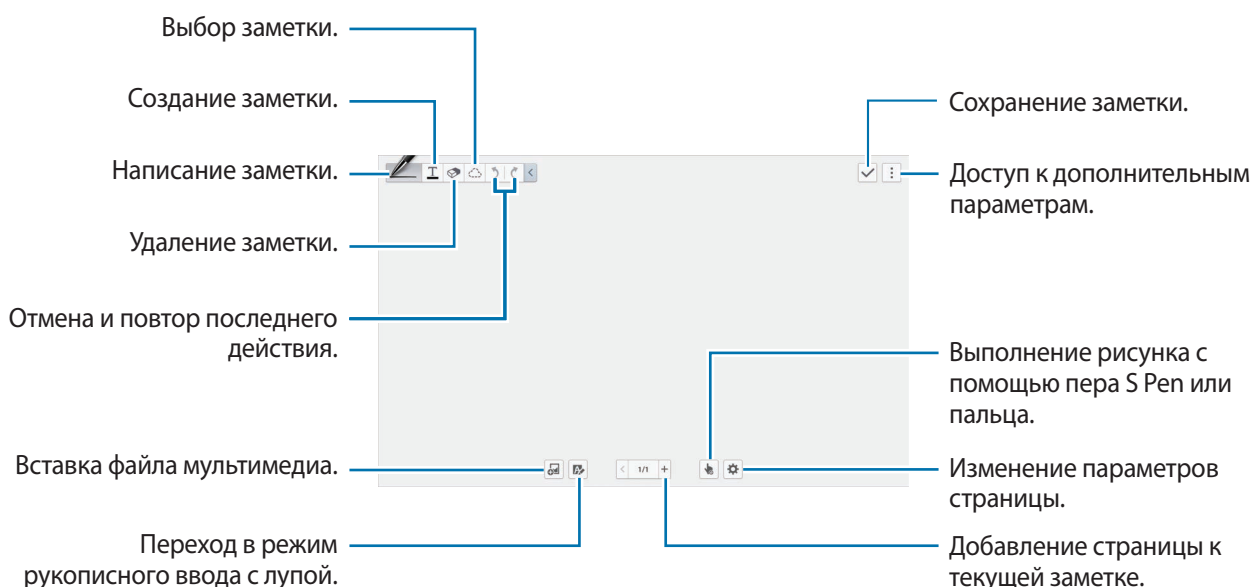 Выбор заметки.
Создание заметки.
Написание заметки.
Удаление заметки.
Отмена и повтор последнего
действия.
Вставка файла мультимедиа.
Переход в режим
рукописного ввода с лупой.
T
1/1
Сохранение заметки.
Доступ к дополнительным
параметрам.
Выполнение рисунка с
помощью пера S Pen или
пальца.
Изменение параметров
страницы.
Добавление страницы к
текущей заметке.